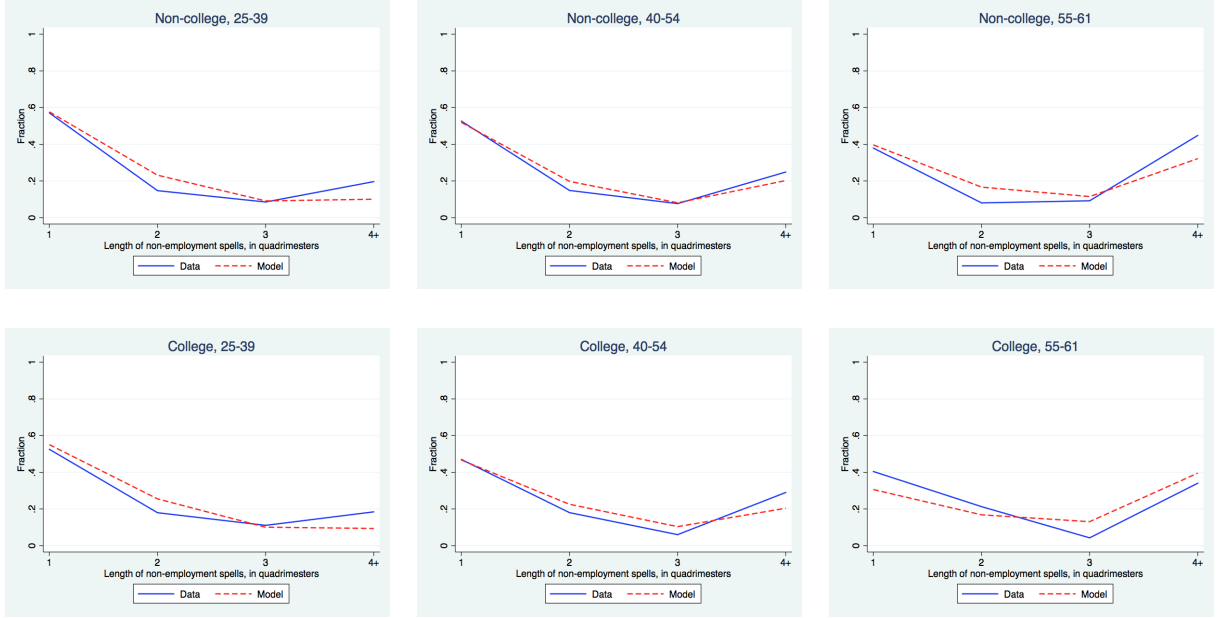 Non-college, 25-39
Fraction
1
.8
.6
.4
.2
0
1 2 3 4+
Length of non-employment spells, in quadrimesters
Data Model
Non-college, 40-54
Fraction
1
.8
.6
.4
.2
0
1 2 3 4+
Length of non-employment spells, in quadrimesters
Data Model
Non-college, 55-61
Fraction
1
.8
.6
.4
.2
0
1 2 3 4+
Length of non-employment spells, in quadrimesters
Data Model
College, 25-39
Fraction
1
.8
.6
.4
.2
0
1 2 3 4+
Length of non-employment spells, in quadrimesters
Data Model
College, 40-54
Fraction
1
.8
.6
.4
.2
0
1 2 3 4+
Length of non-employment spells, in quadrimesters
Data Model
College, 55-61
Fraction
1
.8
.6
.4
.2
0
1 2 3 4+
Length of non-employment spells, in quadrimesters
Data Model